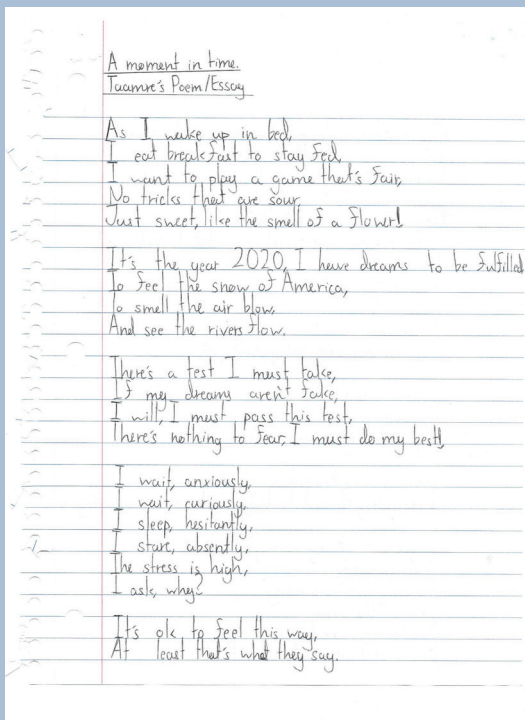 A moment in time.
Taamre's Poem/Essay
As I wake up in bed,
I eat breakfast to stay fed,
I want to play a game that's fair,
No tricks that are sour,
Just sweet, like the smell of a flower!
It's the year 2020, I have dreams to be fulfilled
To feel the snow of America,
To smell the air blow,
And see the rivers flow.
There's a test I must take,
If my dreams aren't fake,
I will, I must pass this test,
There's nothing to fear, I must do my best!
I wait, anxiously,
I wait, curiously,
I sleep, hesitantly,
I stare, absently,
The stress is high,
I ask, why?
It's ok to feel this way,
At least that's what they say.